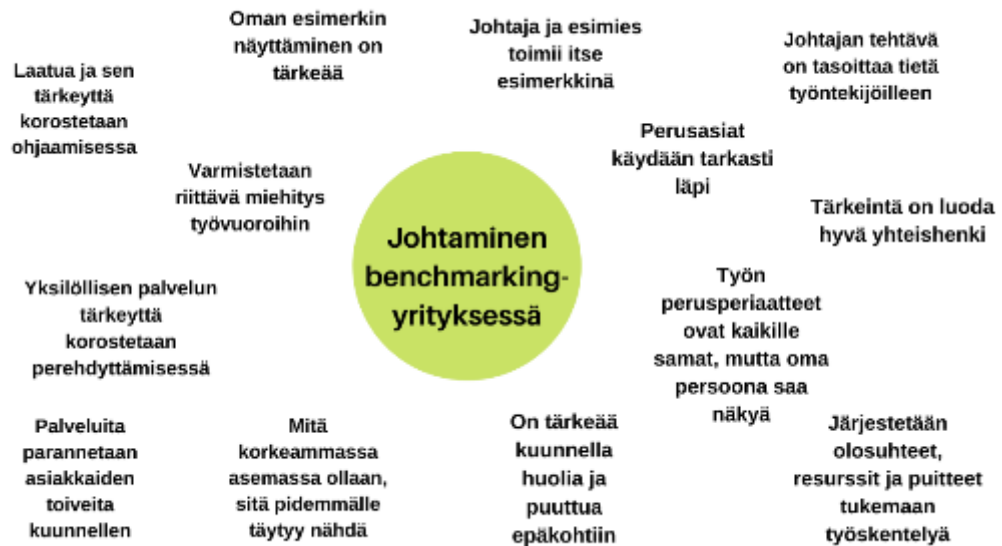 Oman esimerkin
näyttäminen on
tärkeää
Johtaja ja esimies
toimii itse
esimerkkinä
Johtajan tehtävä
on tasoittaa tietä
työntekijöilleen
Laatua ja sen
tärkeyttä
korostetaan
ohjaamisessa
Perusasiat
käydään tarkasti
läpi
Varmistetaan
riittävä miehitys
työvuoroihin
Tärkeintä on luoda
hyvä yhteishenki
Johtaminen
benchmarking-
yrityksessä
Yksilöllisen palvelun
tärkeyttä
korostetaan
perehdyttämisessä
Työn
perusperiaatteet
ovat kaikille
samat, mutta oma
persoona saa
näkyä
Palveluita
parannetaan
asiakkaiden
toiveita
kuunnellen
Mitä
korkeammassa
asemassa ollaan,
sitä pidemmälle
täytyy nähdä
On tärkeää
kuunnella
huolia ja
puuttua
epäkohtiin
Järjestetään
olosuhteet,
resurssit ja puitteet
tukemaan
työskentelyä